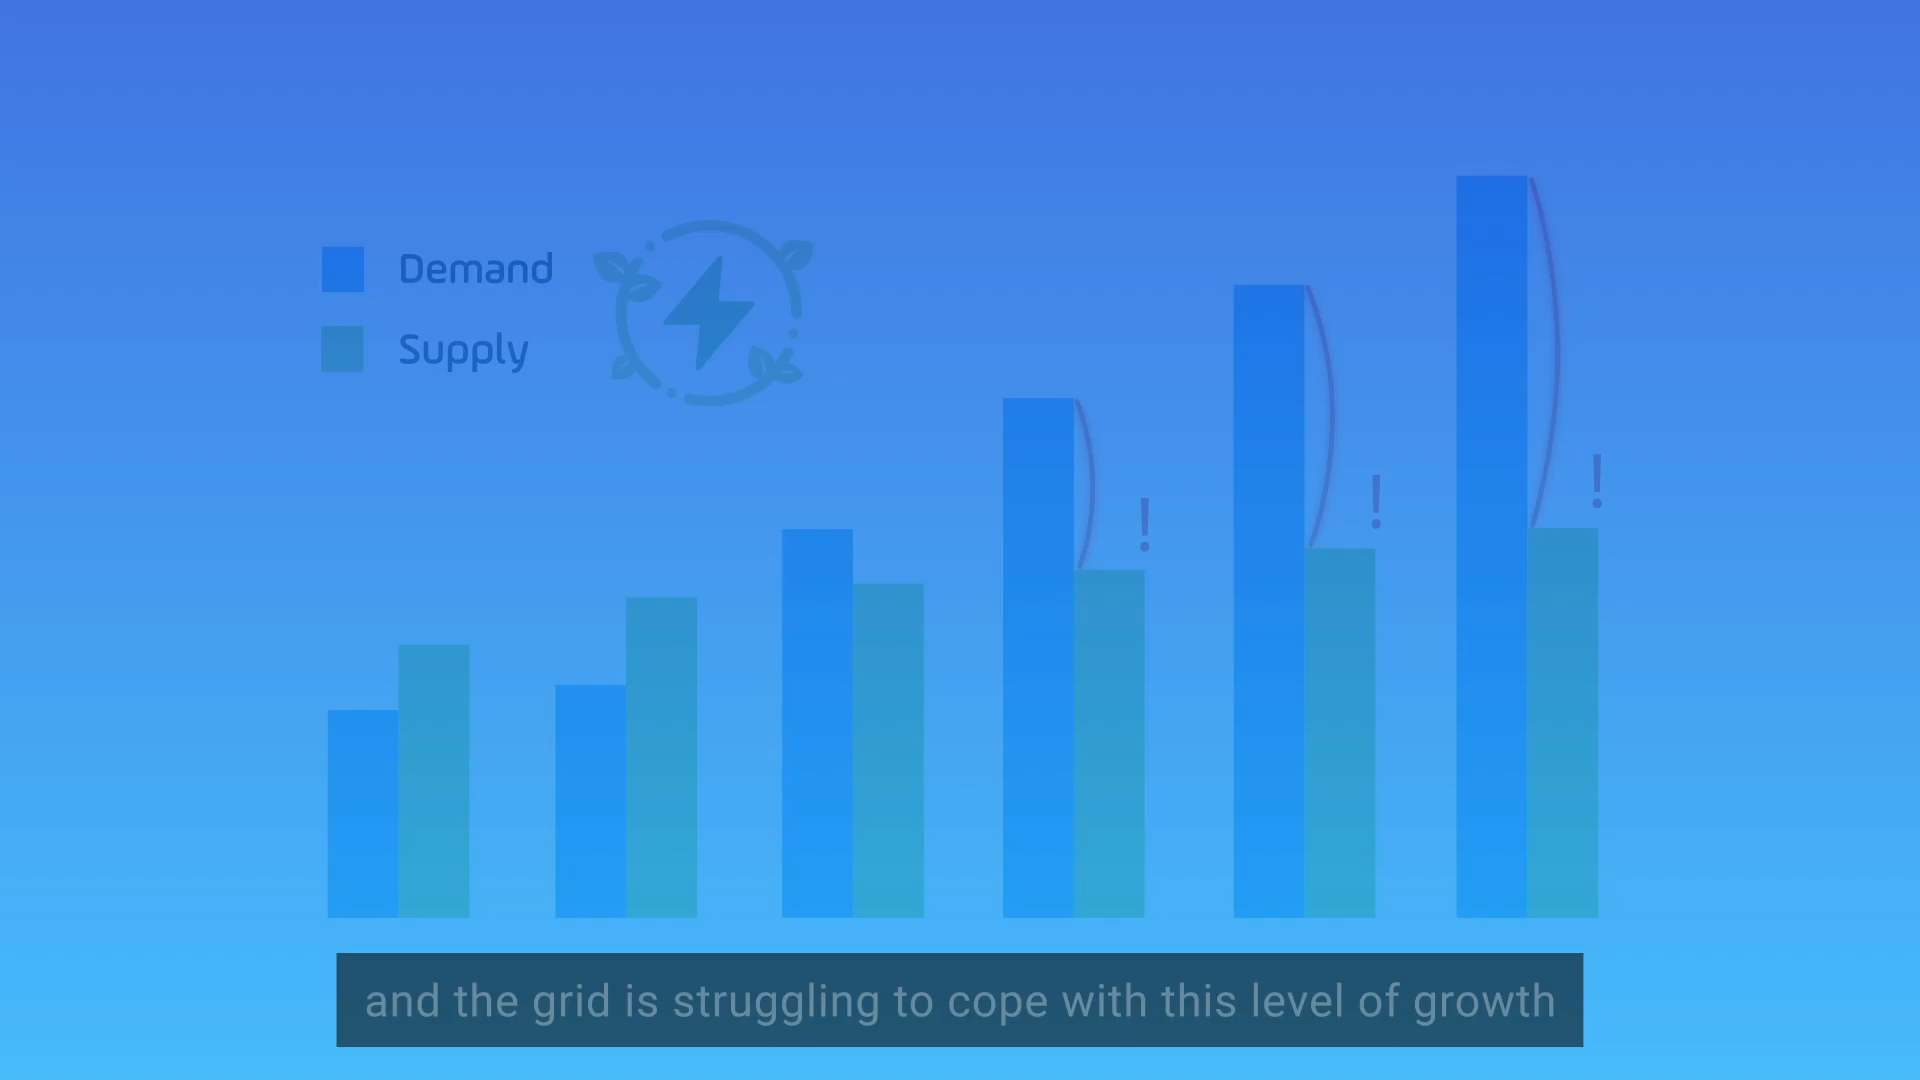 Demand
Supply
!
!
!
and the grid is struggling to cope with this level of growth